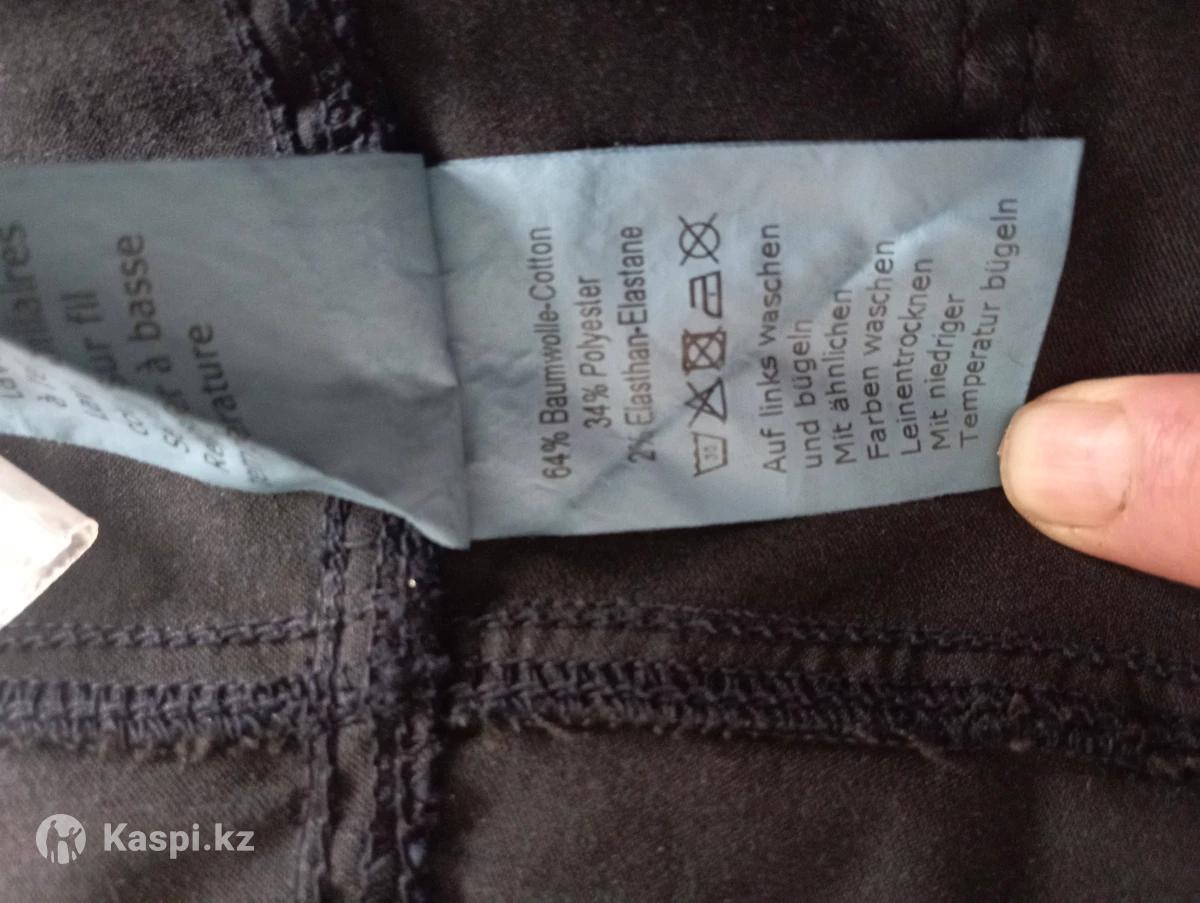 64% Baumwolle-Cotton
34% Polyester
2% Elasthan-Elastane
30
Auf links waschen
und bügeln
Mit ähnlichen
Farben waschen
Leinentrocknen
Mit niedriger
Temperatur bügeln
fil
à basse
Kaspi.kz